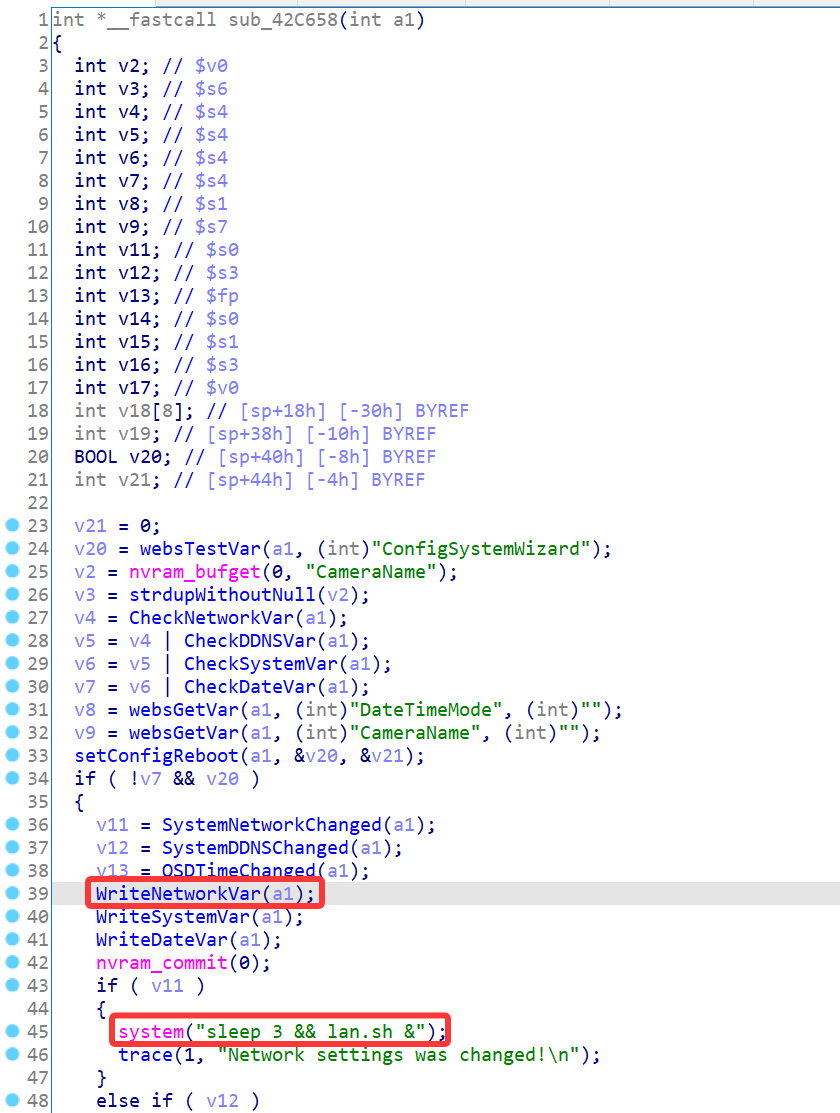 1 int *__fastcall sub_42C658(int a1)
2 {
3 int v2; // $v0
4 int v3; // $s6
5 int v4; // $s4
6 int v5; // $s4
7 int v6; // $s4
8 int v7; // $s4
9 int v8; // $s1
10 int v9; // $s7
11 int v11; // $s0
12 int v12; // $s3
13 int v13; // $fp
14 int v14; // $s0
15 int v15; // $s1
16 int v16; // $s3
17 int v17; // $v0
18 int v18[8]; // [sp+18h] [-30h] BYREF
19 int v19; // [sp+38h] [-10h] BYREF
20 BOOL v20; // [sp+40h] [-8h] BYREF
21 int v21; // [sp+44h] [-4h] BYREF
22
23 v21 = 0;
24 v20 = websTestVar(a1, (int)"ConfigSystemWizard");
25 v2 = nvram_bufget(0, "CameraName");
26 v3 = strdupWithoutNull(v2);
27 v4 = CheckNetworkVar(a1);
28 v5 = v4 | CheckDDNSVar(a1);
29 v6 = v5 | CheckSystemVar(a1);
30 v7 = v6 | CheckDateVar(a1);
31 v8 = websGetVar(a1, (int)"DateTimeMode", (int)"");
32 v9 = websGetVar(a1, (int)"CameraName", (int)"");
33 setConfigReboot(a1, &v20, &v21);
34 if ( !v7 && v20 )
35 {
36 v11 = SystemNetworkChanged(a1);
37 v12 = SystemDDNSChanged(a1);
38 v13 = OSDTimeChanged(a1);
39 WriteNetworkVar(a1);
40 WriteSystemVar(a1);
41 WriteDateVar(a1);
42 nvram_commit(0);
43 if ( v11 )
44 {
45 system("sleep 3 && lan.sh &");
46 trace(1, "Network settings was changed!\n");
47 }
48 else if ( v12 )